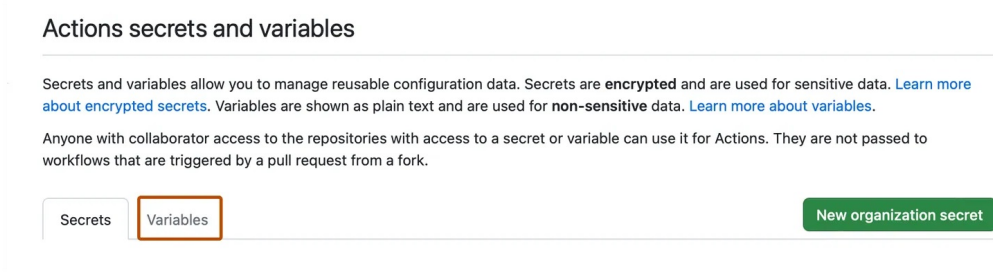 Actions secrets and variables
Secrets and variables allow you to manage reusable configuration data. Secrets are encrypted and are used for sensitive data. Learn more
about encrypted secrets. Variables are shown as plain text and are used for non-sensitive data. Learn more about variables.
Anyone with collaborator access to the repositories with access to a secret or variable can use it for Actions. They are not passed to
workflows that are triggered by a pull request from a fork.
Secrets Variables New organization secret